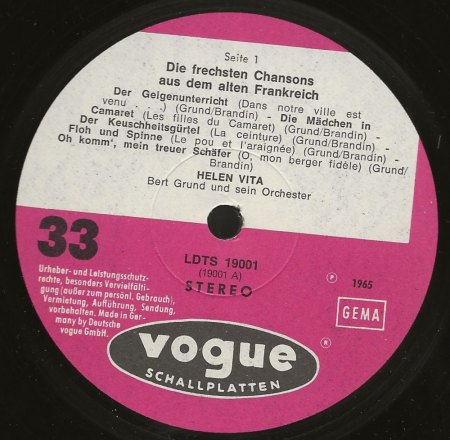 Seite 1
Die frechsten Chansons
aus dem alten Frankreich
Der Geigenunterricht (Dans notre ville est
venu . . .) (Grund/Brandin) - Die Mädchen in
Camaret (Les filles du Camaret) (Grund/Brandin) -
Der Keuschheitsgürtel (La ceinture) (Grund/Brandin) -
Floh und Spinne (Le pou et l'araignée) (Grund/Brandin) -
Oh komm', mein treuer Schäfer (O, mon berger fidèle) (Grund/
Brandin)
HELEN VITA
Bert Grund und sein Orchester
33
LDTS 19001
(19001 A)
STEREO
Urheber- und Leistungsschutz-
rechte, besonders Vervielfälti-
gung (außer zum persönl. Gebrauch),
Vermietung, Aufführung, Sendung,
vorbehalten. Made in Ger-
many by Deutsche
vogue GmbH.
℗ 1965
GEMA
vogue ®
SCHALLPLATTEN